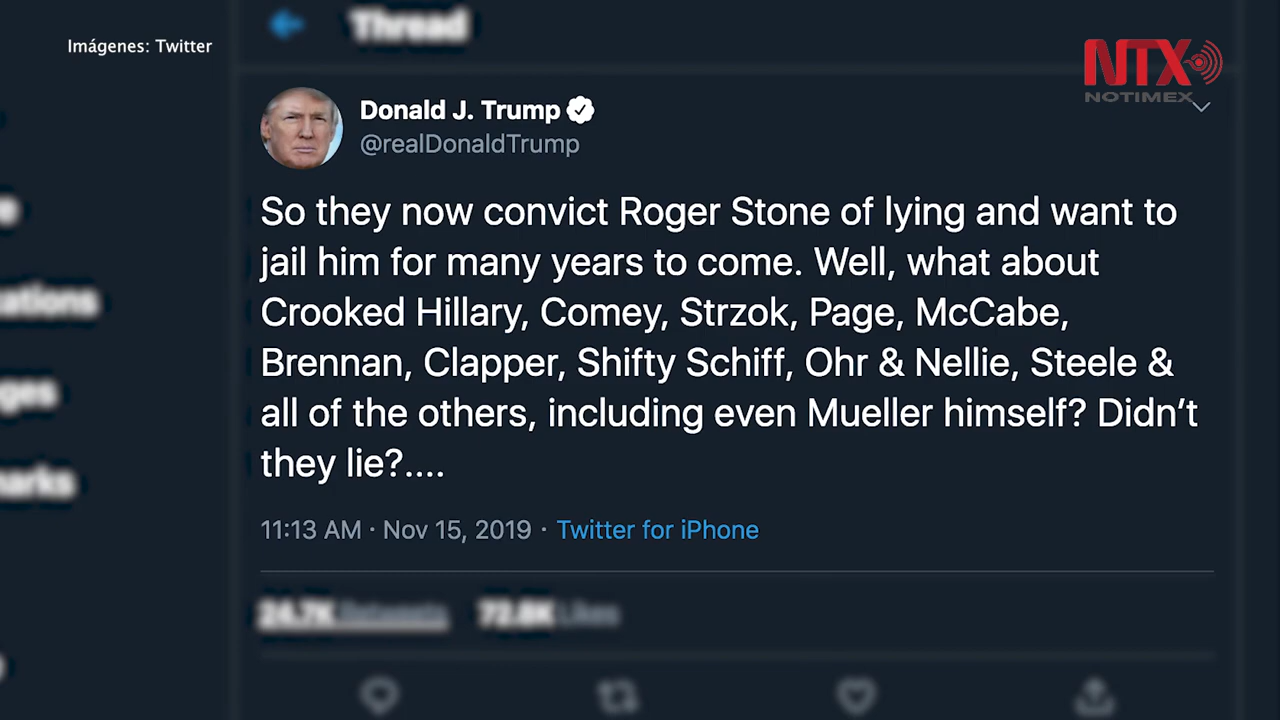 Imágenes: Twitter
Thread
NTX
NOTIMEX
Donald J. Trump
@realDonaldTrump
So they now convict Roger Stone of lying and want to
jail him for many years to come. Well, what about
Crooked Hillary, Comey, Strzok, Page, McCabe,
Brennan, Clapper, Shifty Schiff, Ohr & Nellie, Steele &
all of the others, including even Mueller himself? Didn’t
they lie?....
11:13 AM · Nov 15, 2019 · Twitter for iPhone
24.7K Retweets 72.8K Likes